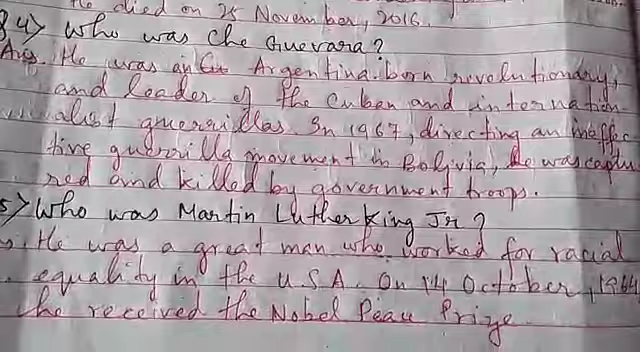 He died on 25 November, 2016.
Q4> Who was Che Guevara?
Ans. He was an Argentina-born revolutionary,
and leader of the Cuban and internation-
alist guerrillas. In 1967, directing an ineffec
tive guerrilla movement in Bolivia, he was captu
red and killed by government troops.
5> Who was Martin Luther King Jr?
He was a great man who worked for racial
equality in the U.S.A. On 14 October, 1964
he received the Nobel Peace Prize.